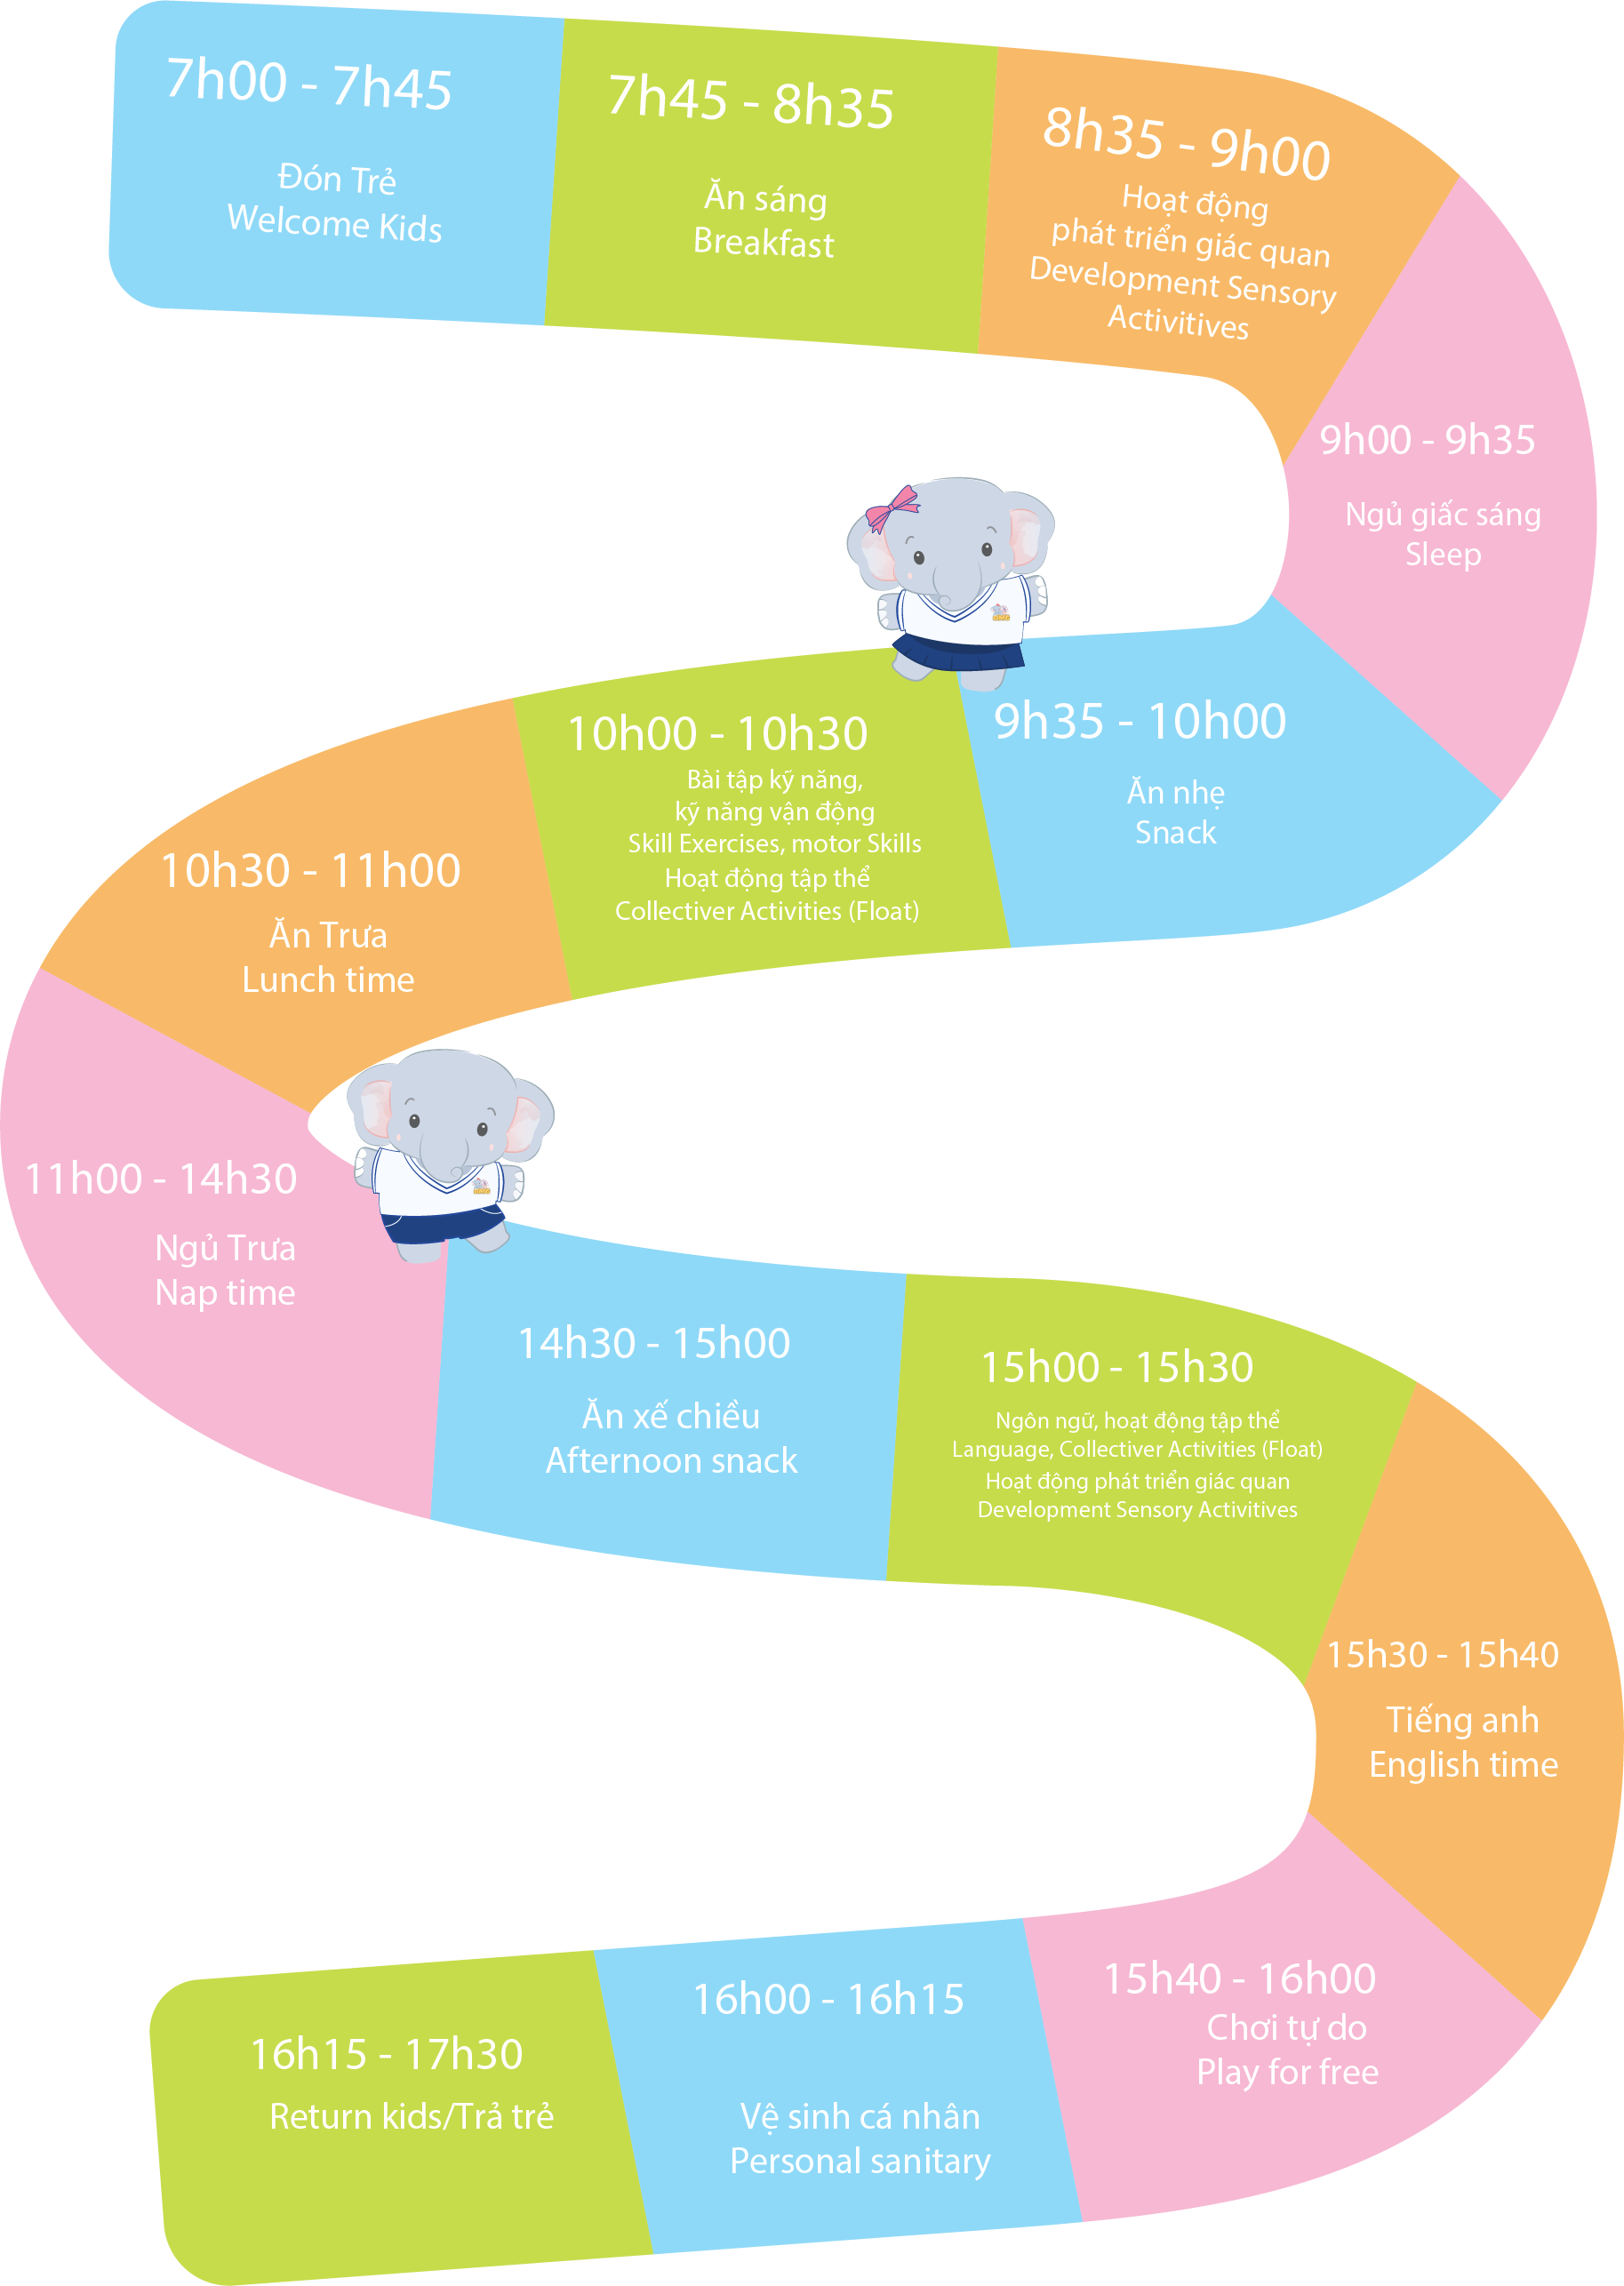 7h00 - 7h45
Đón Trẻ
Welcome Kids
7h45 - 8h35
Ăn sáng
Breakfast
8h35 - 9h00
Hoạt động
phát triển giác quan
Development Sensory
Activitives
9h00 - 9h35
Ngủ giấc sáng
Sleep
9h35 - 10h00
Ăn nhẹ
Snack
10h00 - 10h30
Bài tập kỹ năng,
kỹ năng vận động
Skill Exercises, motor Skills
Hoạt động tập thể
Collectiver Activities (Float)
10h30 - 11h00
Ăn Trưa
Lunch time
11h00 - 14h30
Ngủ Trưa
Nap time
14h30 - 15h00
Ăn xế chiều
Afternoon snack
15h00 - 15h30
Ngôn ngữ, hoạt động tập thể
Language, Collectiver Activities (Float)
Hoạt động phát triển giác quan
Development Sensory Activitives
15h30 - 15h40
Tiếng anh
English time
15h40 - 16h00
Chơi tự do
Play for free
16h00 - 16h15
Vệ sinh cá nhân
Personal sanitary
16h15 - 17h30
Return kids/Trả trẻ